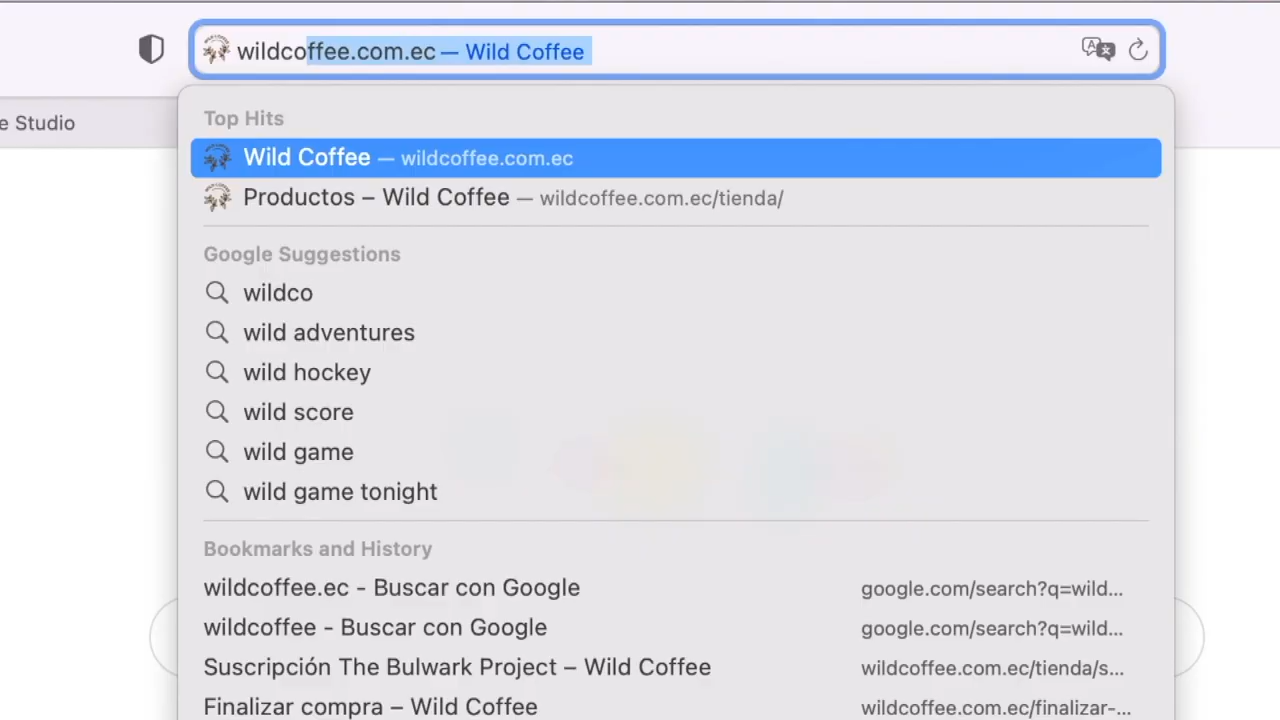 wildcoffee.com.ec — Wild Coffee
e Studio
Top Hits
Wild Coffee — wildcoffee.com.ec
Productos – Wild Coffee — wildcoffee.com.ec/tienda/
Google Suggestions
wildco
wild adventures
wild hockey
wild score
wild game
wild game tonight
Bookmarks and History
wildcoffee.ec - Buscar con Google google.com/search?q=wild...
wildcoffee - Buscar con Google google.com/search?q=wild...
Suscripción The Bulwark Project – Wild Coffee wildcoffee.com.ec/tienda/s...
Finalizar compra – Wild Coffee wildcoffee.com.ec/finalizar-...